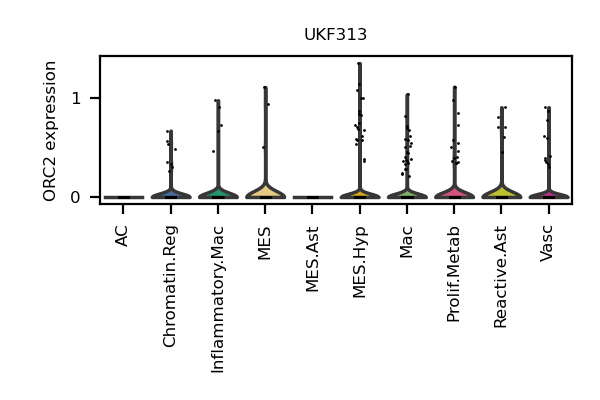 UKF313
ORC2 expression
1
0
AC
Chromatin.Reg
Inflammatory.Mac
MES
MES.Ast
MES.Hyp
Mac
Prolif.Metab
Reactive.Ast
Vasc